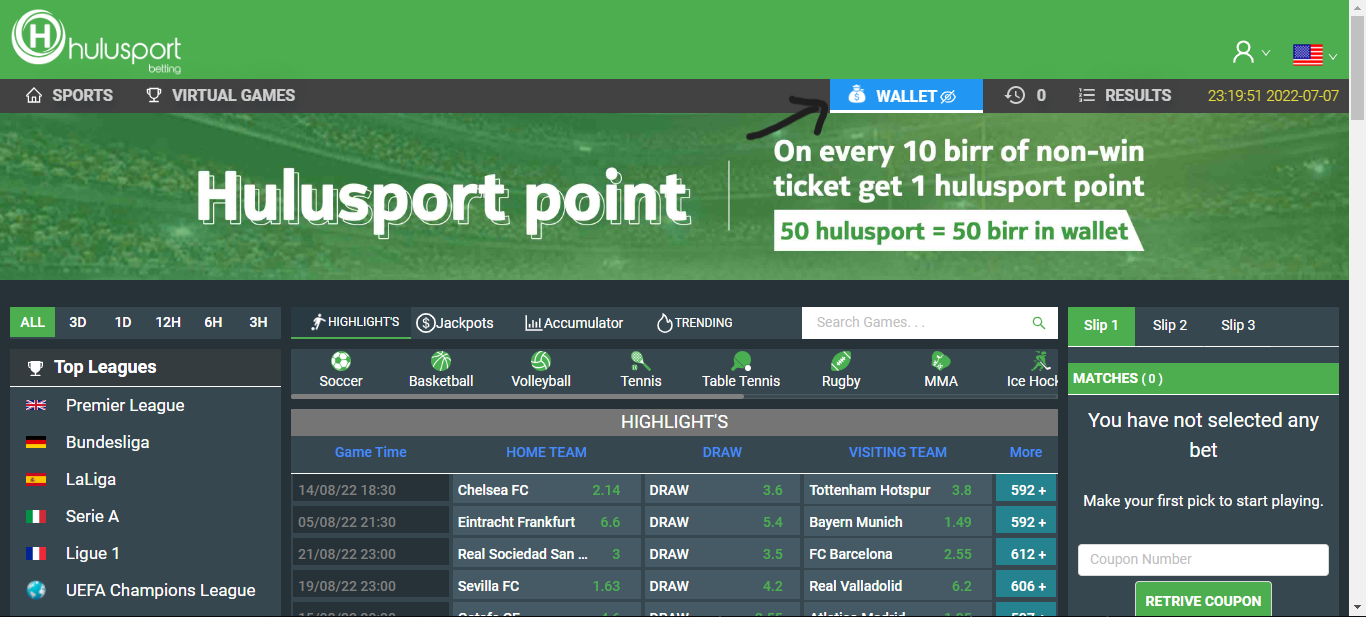 H hulusport
betting
SPORTS VIRTUAL GAMES WALLET 0 RESULTS 23:19:51 2022-07-07
Hulusport point
On every 10 birr of non-win
ticket get 1 hulusport point
50 hulusport = 50 birr in wallet
ALL 3D 1D 12H 6H 3H
Top Leagues
Premier League
Bundesliga
LaLiga
Serie A
Ligue 1
UEFA Champions League
HIGHLIGHT'S Jackpots Accumulator TRENDING Search Games. . .
Soccer Basketball Volleyball Tennis Table Tennis Rugby MMA Ice Hock
HIGHLIGHT'S
Game Time HOME TEAM DRAW VISITING TEAM More
14/08/22 18:30 Chelsea FC 2.14 DRAW 3.6 Tottenham Hotspur 3.8 592 +
05/08/22 21:30 Eintracht Frankfurt 6.6 DRAW 5.4 Bayern Munich 1.49 592 +
21/08/22 23:00 Real Sociedad San ... 3 DRAW 3.5 FC Barcelona 2.55 612 +
19/08/22 23:00 Sevilla FC 1.63 DRAW 4.2 Real Valladolid 6.2 606 +
Slip 1 Slip 2 Slip 3
MATCHES ( 0 )
You have not selected any
bet
Make your first pick to start playing.
Coupon Number
RETRIVE COUPON